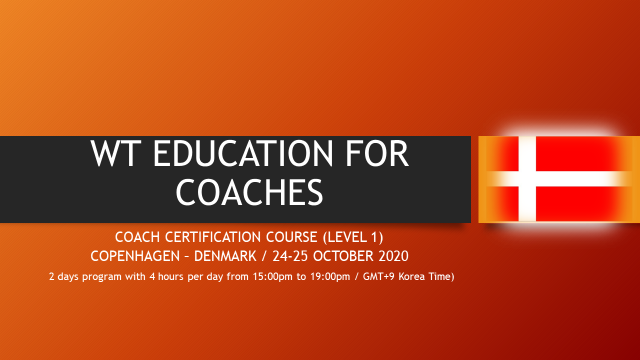 WT EDUCATION FOR
COACHES
COACH CERTIFICATION COURSE (LEVEL 1)
COPENHAGEN – DENMARK / 24-25 OCTOBER 2020
2 days program with 4 hours per day from 15:00pm to 19:00pm / GMT+9 Korea Time)